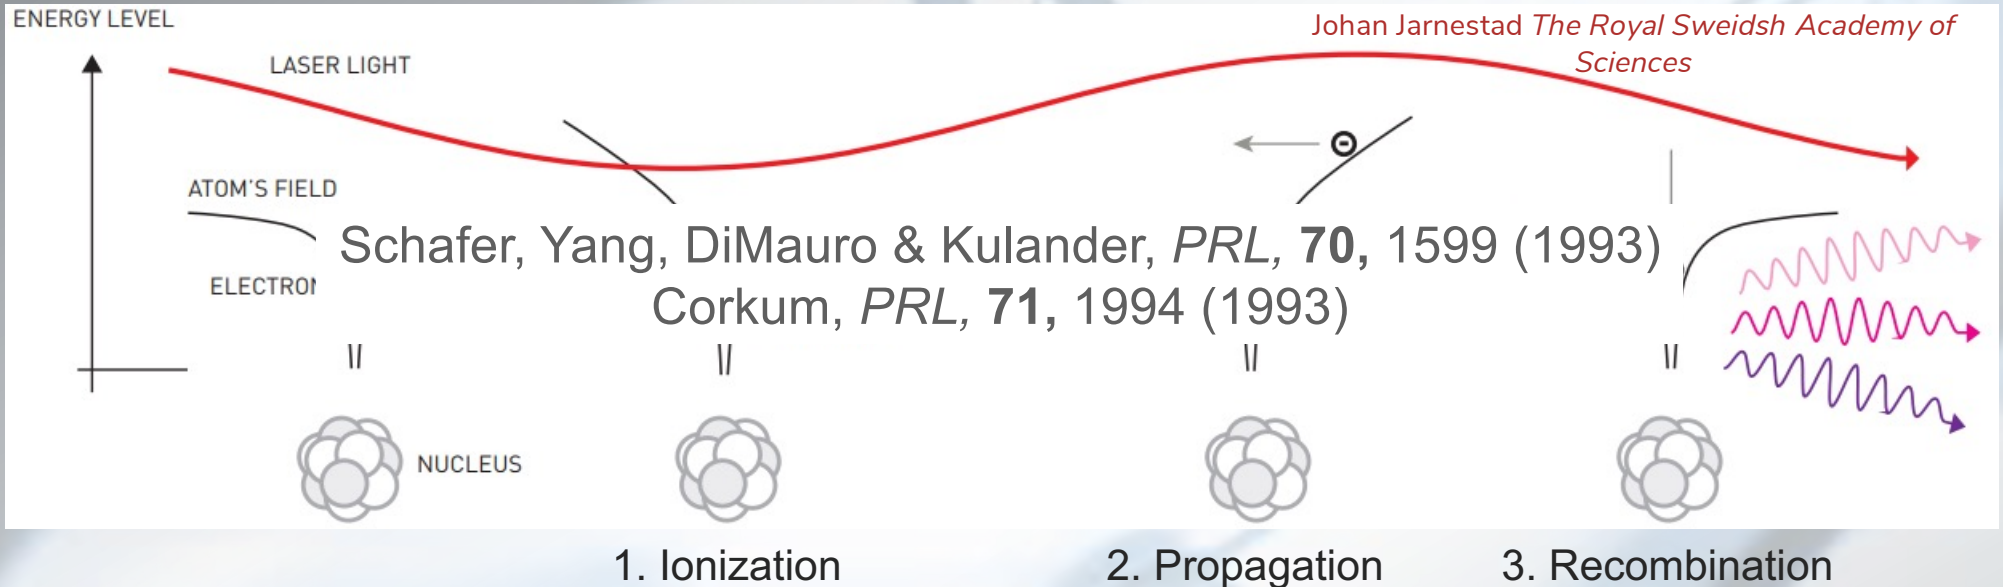 ENERGY LEVEL
Johan Jarnestad The Royal Sweidsh Academy of
Sciences
LASER LIGHT
ATOM'S FIELD
Schafer, Yang, DiMauro & Kulander, PRL, 70, 1599 (1993)
ELECTRON
Corkum, PRL, 71, 1994 (1993)
NUCLEUS
1. Ionization
2. Propagation
3. Recombination